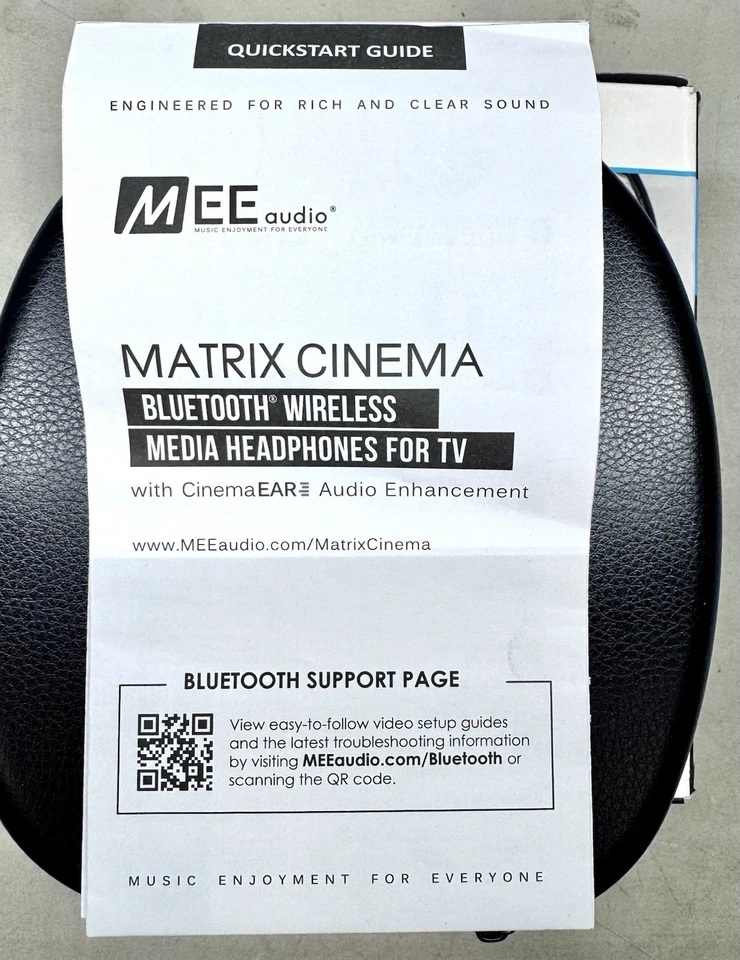 QUICKSTART GUIDE
ENGINEERED FOR RICH AND CLEAR SOUND
MEE audio®
MUSIC ENJOYMENT FOR EVERYONE
MATRIX CINEMA
BLUETOOTH® WIRELESS
MEDIA HEADPHONES FOR TV
with CinemaEAR Audio Enhancement
www.MEEaudio.com/MatrixCinema
BLUETOOTH SUPPORT PAGE
View easy-to-follow video setup guides
and the latest troubleshooting information
by visiting MEEaudio.com/Bluetooth or
scanning the QR code.
MUSIC ENJOYMENT FOR EVERYONE